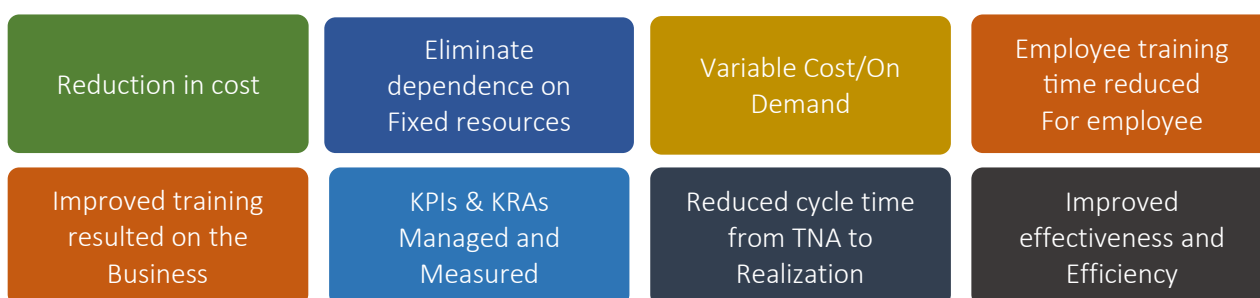 Reduction in cost
Eliminate
dependence on
Fixed resources
Variable Cost/On
Demand
Employee training
time reduced
For employee
Improved training
resulted on the
Business
KPIs & KRAs
Managed and
Measured
Reduced cycle time
from TNA to
Realization
Improved
effectiveness and
Efficiency